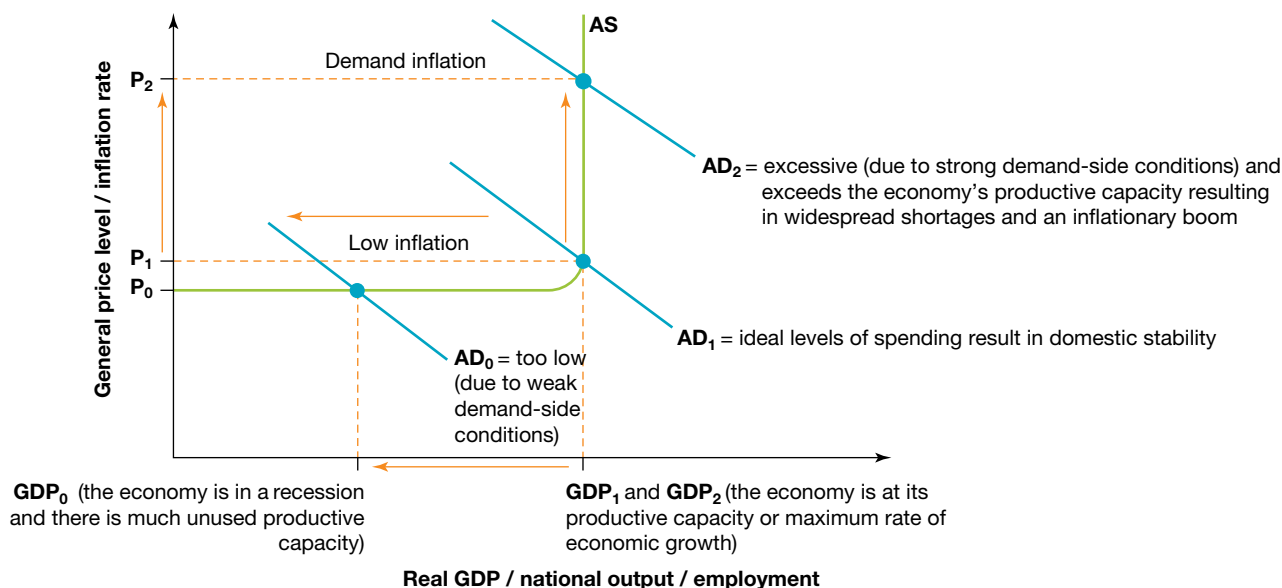 General price level / inflation rate
P₂
P₁
P₀
Demand inflation
AS
AD₂ = excessive (due to strong demand-side conditions) and
exceeds the economy's productive capacity resulting
in widespread shortages and an inflationary boom
Low inflation
AD₁ = ideal levels of spending result in domestic stability
AD₀ = too low
(due to weak
demand-side
conditions)
GDP₀ (the economy is in a recession
and there is much unused productive
capacity)
GDP₁ and GDP₂ (the economy is at its
productive capacity or maximum rate of
economic growth)
Real GDP / national output / employment